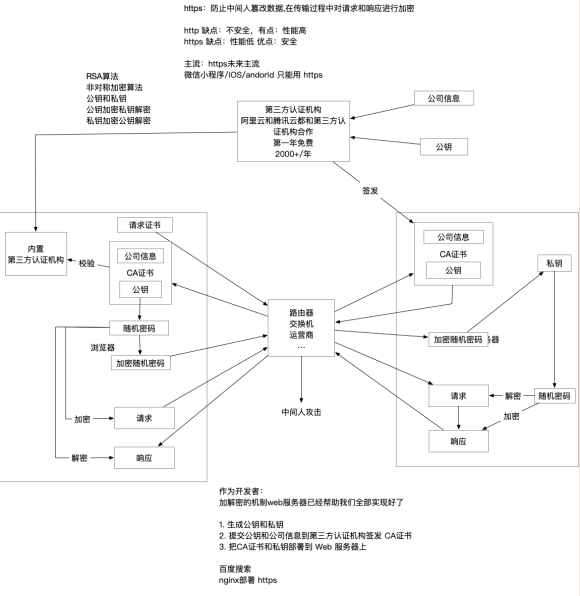 https：防止中间人篡改数据,在传输过程中对请求和响应进行加密
http 缺点：不安全，有点：性能高
https 缺点：性能低 优点：安全
主流：https未来主流
微信小程序/iOS/andorid 只能用 https
RSA算法
非对称加密算法
公钥和私钥
公钥加密私钥解密
私钥加密公钥解密
第三方认证机构
阿里云和腾讯云都和第三方认
证机构合作
第一年免费
2000+/年
公司信息
公钥
签发
内置
第三方认证机构
校验
请求证书
公司信息
CA证书
公钥
随机密码
浏览器
加密随机密码
加密
请求
解密
响应
路由器
交换机
运营商
...
中间人攻击
公司信息
CA证书
公钥
私钥
加密随机密码
器
请求
解密
随机密码
加密
响应
作为开发者：
加解密的机制web服务器已经帮助我们全部实现好了
1. 生成公钥和私钥
2. 提交公钥和公司信息到第三方认证机构签发 CA证书
3. 把CA证书和私钥部署到 Web 服务器上
百度搜索
nginx部署 https